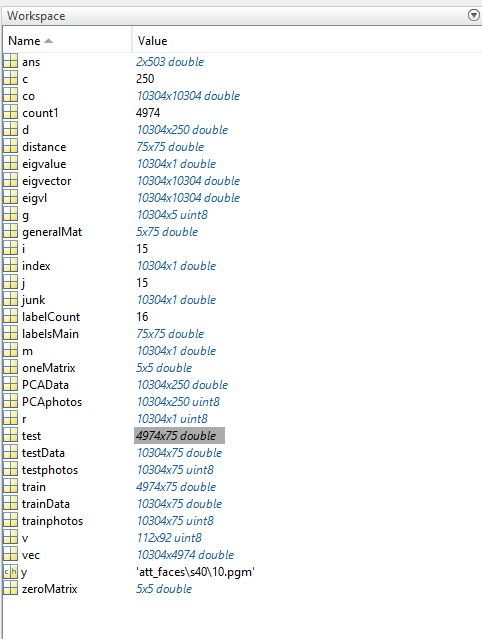 Workspace
Name Value
ans 2x503 double
c 250
co 10304x10304 double
count1 4974
d 10304x250 double
distance 75x75 double
eigvalue 10304x1 double
eigvector 10304x10304 double
eigvl 10304x10304 double
g 10304x5 uint8
generalMat 5x75 double
i 15
index 10304x1 double
j 15
junk 10304x1 double
labelCount 16
labelsMain 75x75 double
m 10304x1 double
oneMatrix 5x5 double
PCAData 10304x250 double
PCAphotos 10304x250 uint8
r 10304x1 uint8
test 4974x75 double
testData 10304x75 double
testphotos 10304x75 uint8
train 4974x75 double
trainData 10304x75 double
trainphotos 10304x75 uint8
v 112x92 uint8
vec 10304x4974 double
ch y 'att_faces\s40\10.pgm'
zeroMatrix 5x5 double